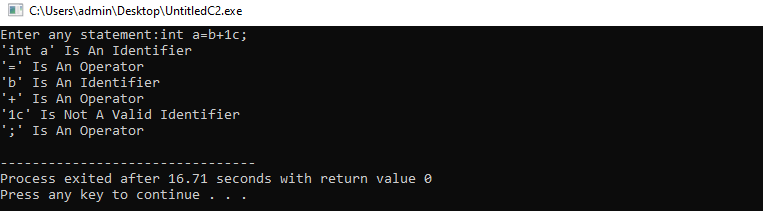 C:\Users\admin\Desktop\UntitledC2.exe
Enter any statement:int a=b+1c;
'int a' Is An Identifier
'=' Is An Operator
'b' Is An Identifier
'+' Is An Operator
'1c' Is Not A Valid Identifier
';' Is An Operator
--------------------------------
Process exited after 16.71 seconds with return value 0
Press any key to continue . . .